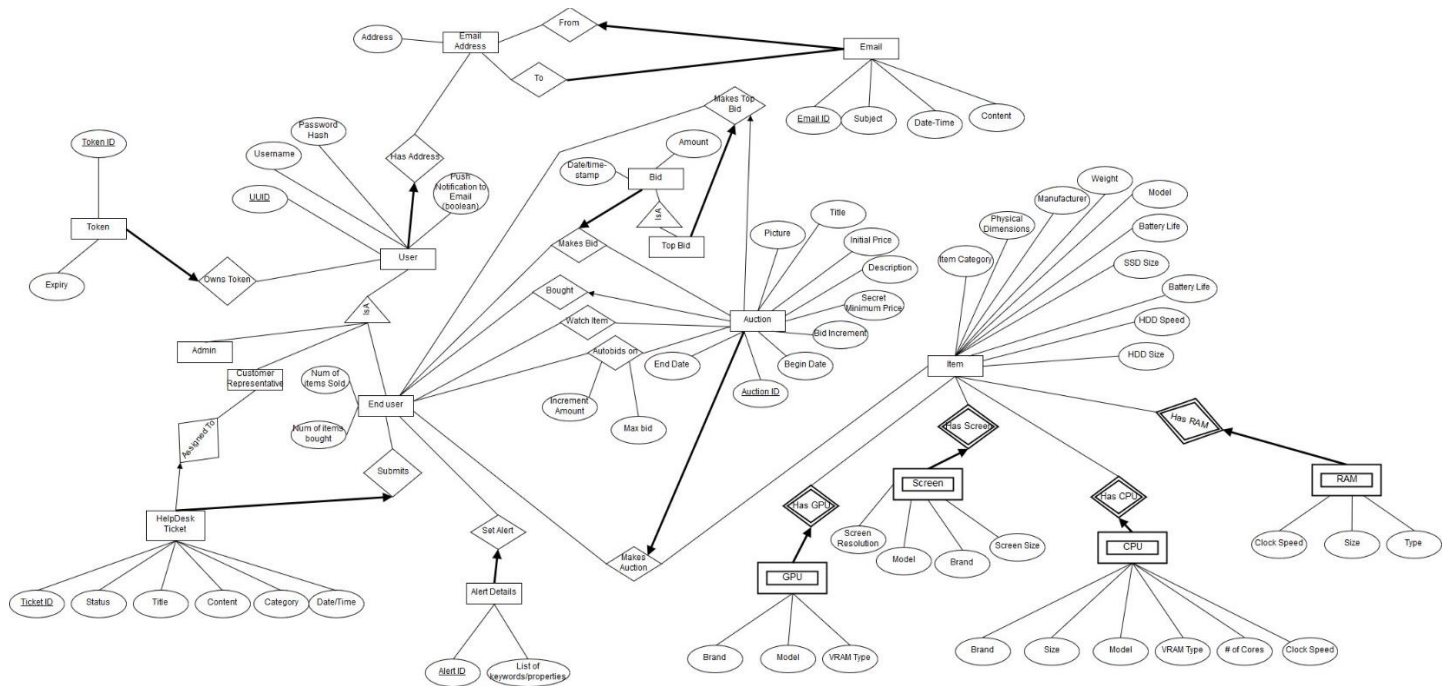 From
Address
Email
Address
Email
To
Makes Top
Bid
Email ID
Subject
Date-Time
Content
Password
Hash
Token ID
Username
Has Address
Amount
Date/time-
stamp
Bid
Push
Notification to
Email
(boolean)
UUID
IsA
Top Bid
Token
User
Owns Token
Expiry
Makes Bid
Bought
Watch Item
Autobids on
Increment
Amount
Max bid
Picture
Title
Initial Price
Description
Secret
Minimum Price
Bid Increment
Begin Date
Auction
End Date
Auction ID
Item Category
Physical
Dimensions
Manufacturer
Weight
Model
Battery Life
SSD Size
Battery Life
HDD Speed
HDD Size
Item
IsA
Admin
Customer
Representative
Num of
items Sold
End user
Num of items
bought
Assigned To
Submits
HelpDesk
Ticket
Ticket ID
Status
Title
Content
Category
Date/Time
Set Alert
Alert Details
Alert ID
List of
keywords/properties
Makes
Auction
Has GPU
GPU
Brand
Model
VRAM Type
Has Screen
Screen
Screen
Resolution
Model
Brand
Screen Size
Has CPU
CPU
Brand
Size
Model
VRAM Type
# of Cores
Clock Speed
Has RAM
RAM
Clock Speed
Size
Type